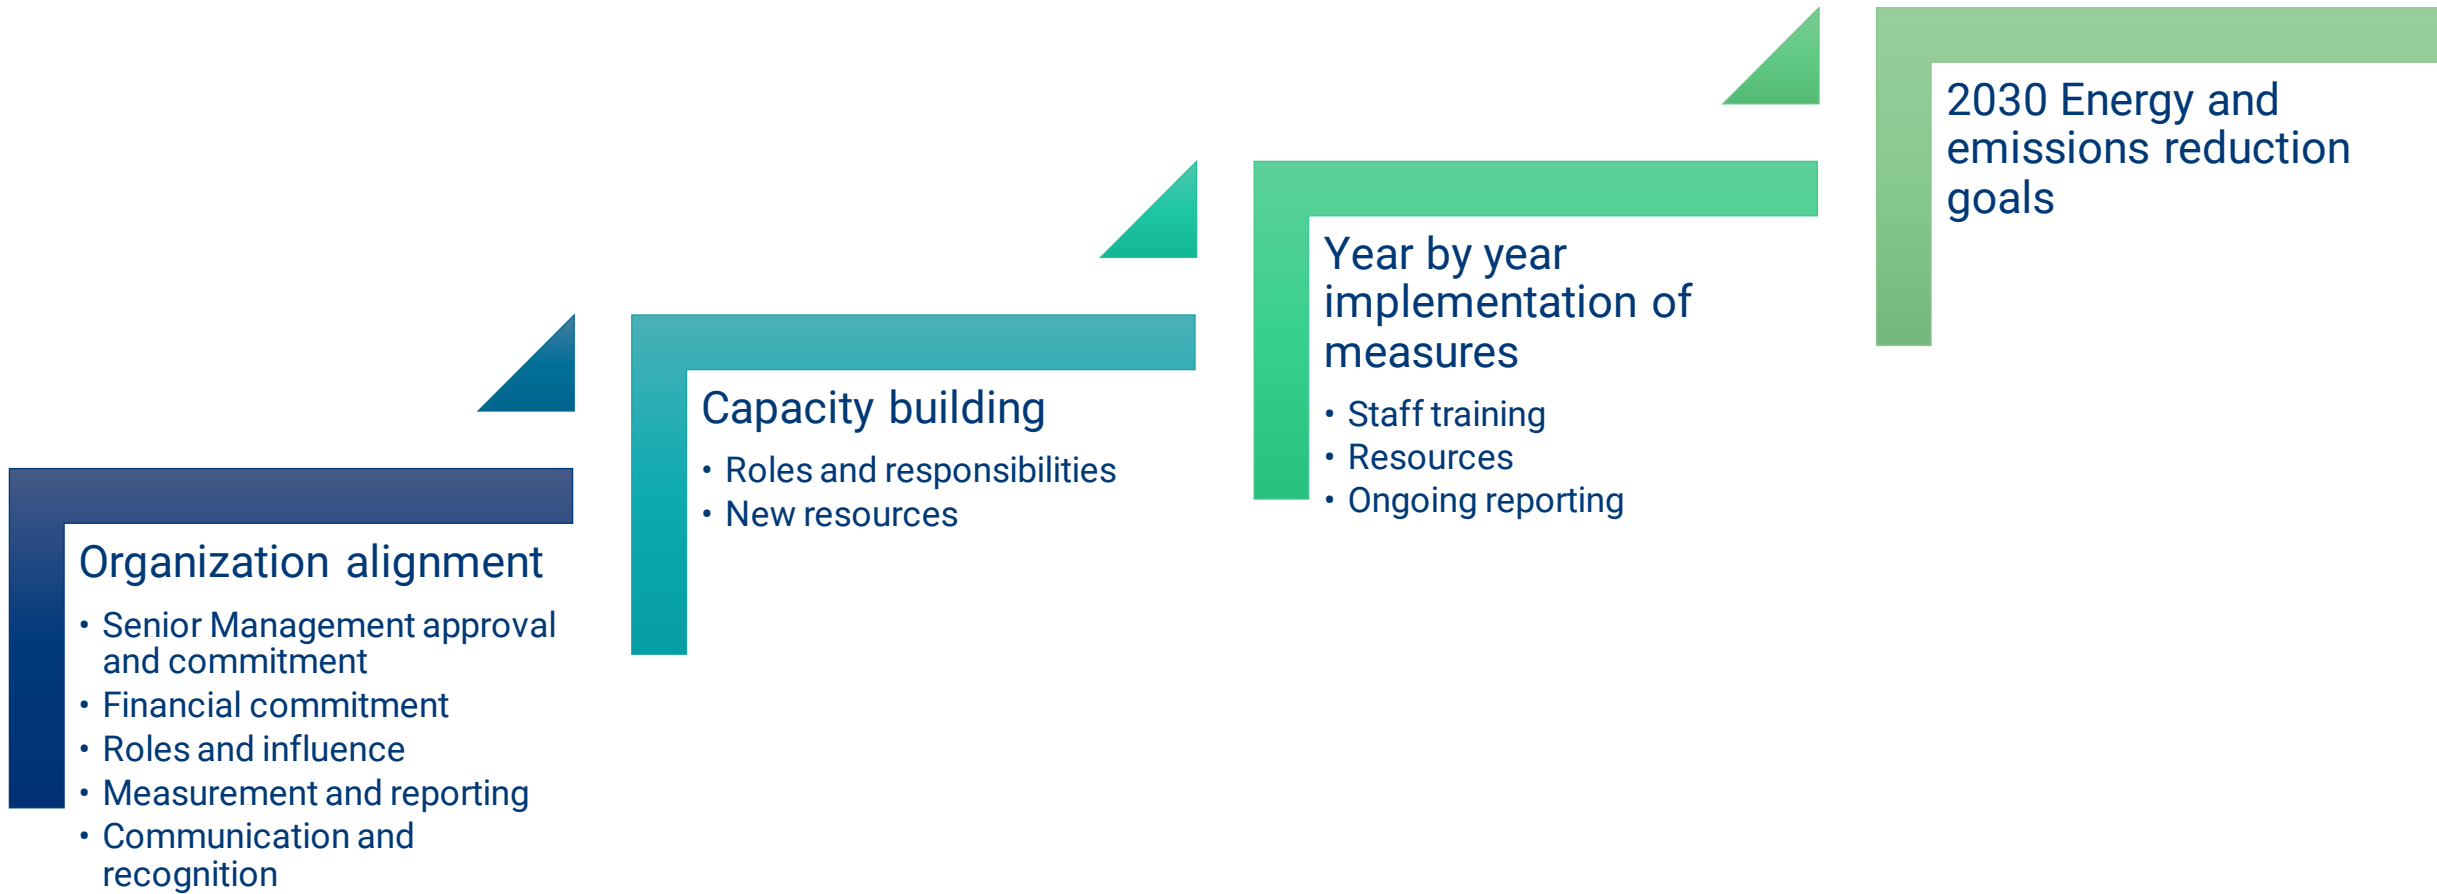 Organization alignment
• Senior Management approval
and commitment
• Financial commitment
• Roles and influence
• Measurement and reporting
• Communication and
recognition
Capacity building
• Roles and responsibilities
• New resources
Year by year
implementation of
measures
• Staff training
• Resources
• Ongoing reporting
2030 Energy and
emissions reduction
goals